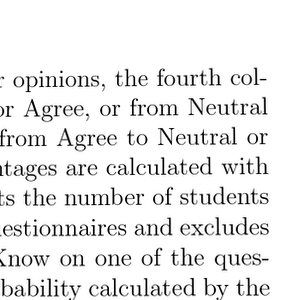 r opinions, the fourth col-
or Agree, or from Neutral
from Agree to Neutral or
ntages are calculated with
ts the number of students
estionnaires and excludes
Know on one of the ques-
bability calculated by the